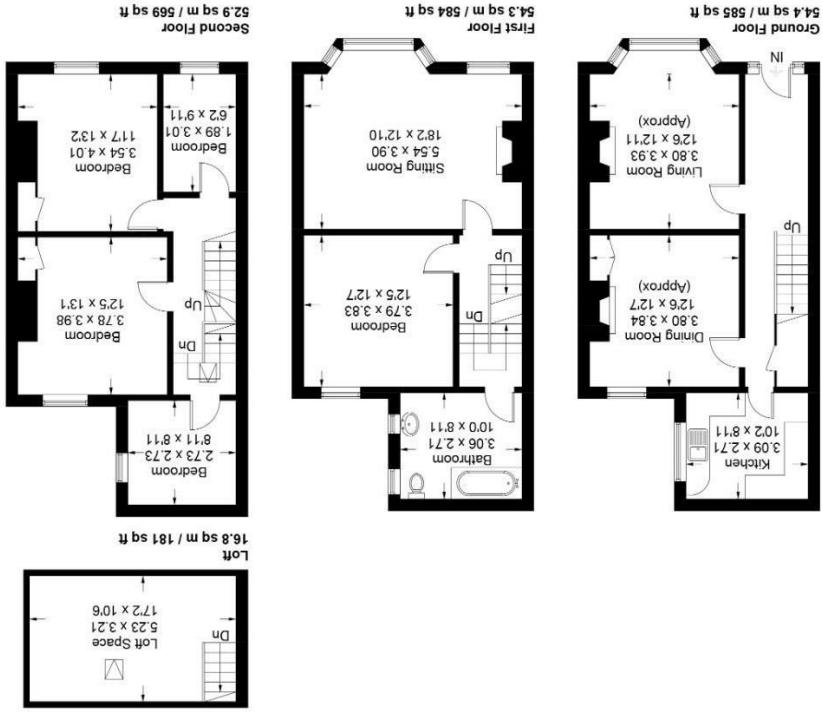 Dn
Loft Space
5.23 x 3.21
17'2 x 10'6
Loft
16.8 sq m / 181 sq ft
Kitchen
3.09 x 2.71
10'2 x 8'11
Dining Room
3.80 x 3.84
12'6 x 12'7
(Approx)
Up
Living Room
3.80 x 3.93
12'6 x 12'11
(Approx)
IN
Ground Floor
54.4 sq m / 585 sq ft
Bathroom
3.06 x 2.71
10'0 x 8'11
Dn
Up
Bedroom
3.79 x 3.83
12'5 x 12'7
Sitting Room
5.54 x 3.90
18'2 x 12'10
First Floor
54.3 sq m / 584 sq ft
Bedroom
2.73 x 2.73
8'11 x 8'11
Dn
Up
Bedroom
3.78 x 3.98
12'5 x 13'1
Bedroom
1.89 x 3.01
6'2 x 9'11
Bedroom
3.54 x 4.01
11'7 x 13'2
Second Floor
52.9 sq m / 569 sq ft